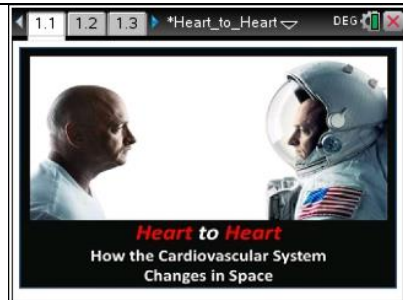 1.1 1.2 1.3 *Heart_to_Heart DEG
Heart to Heart
How the Cardiovascular System
Changes in Space